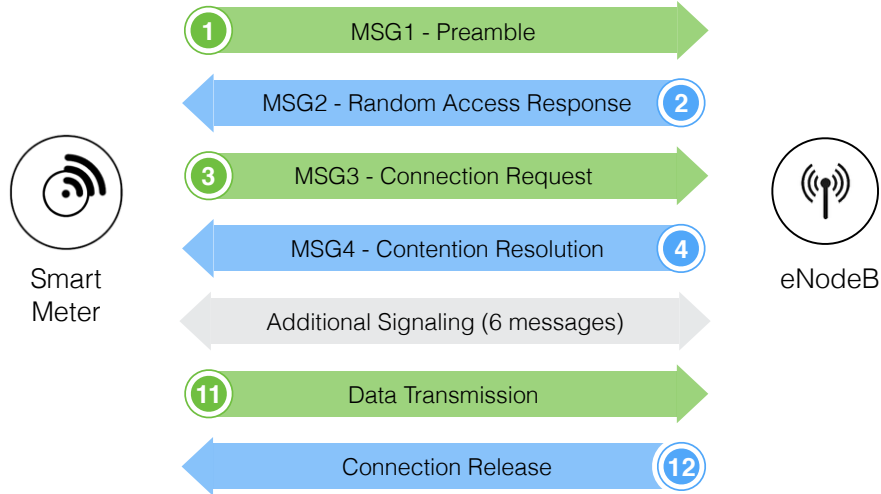 1 MSG1 - Preamble
MSG2 - Random Access Response 2
3 MSG3 - Connection Request
MSG4 - Contention Resolution 4
Smart
Meter
eNodeB
Additional Signaling (6 messages)
11 Data Transmission
Connection Release 12